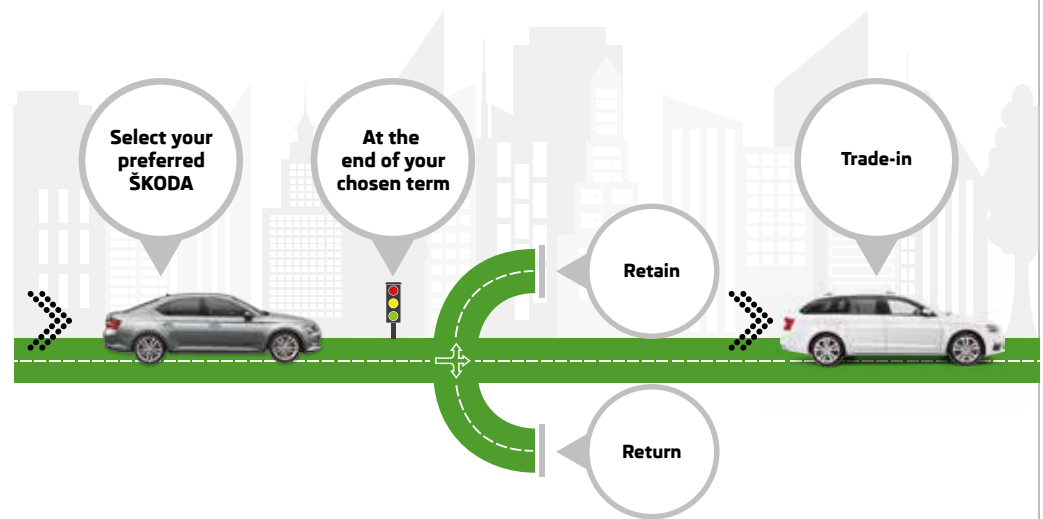 Select your
preferred
ŠKODA
At the
end of your
chosen term
Retain
Trade-in
Return